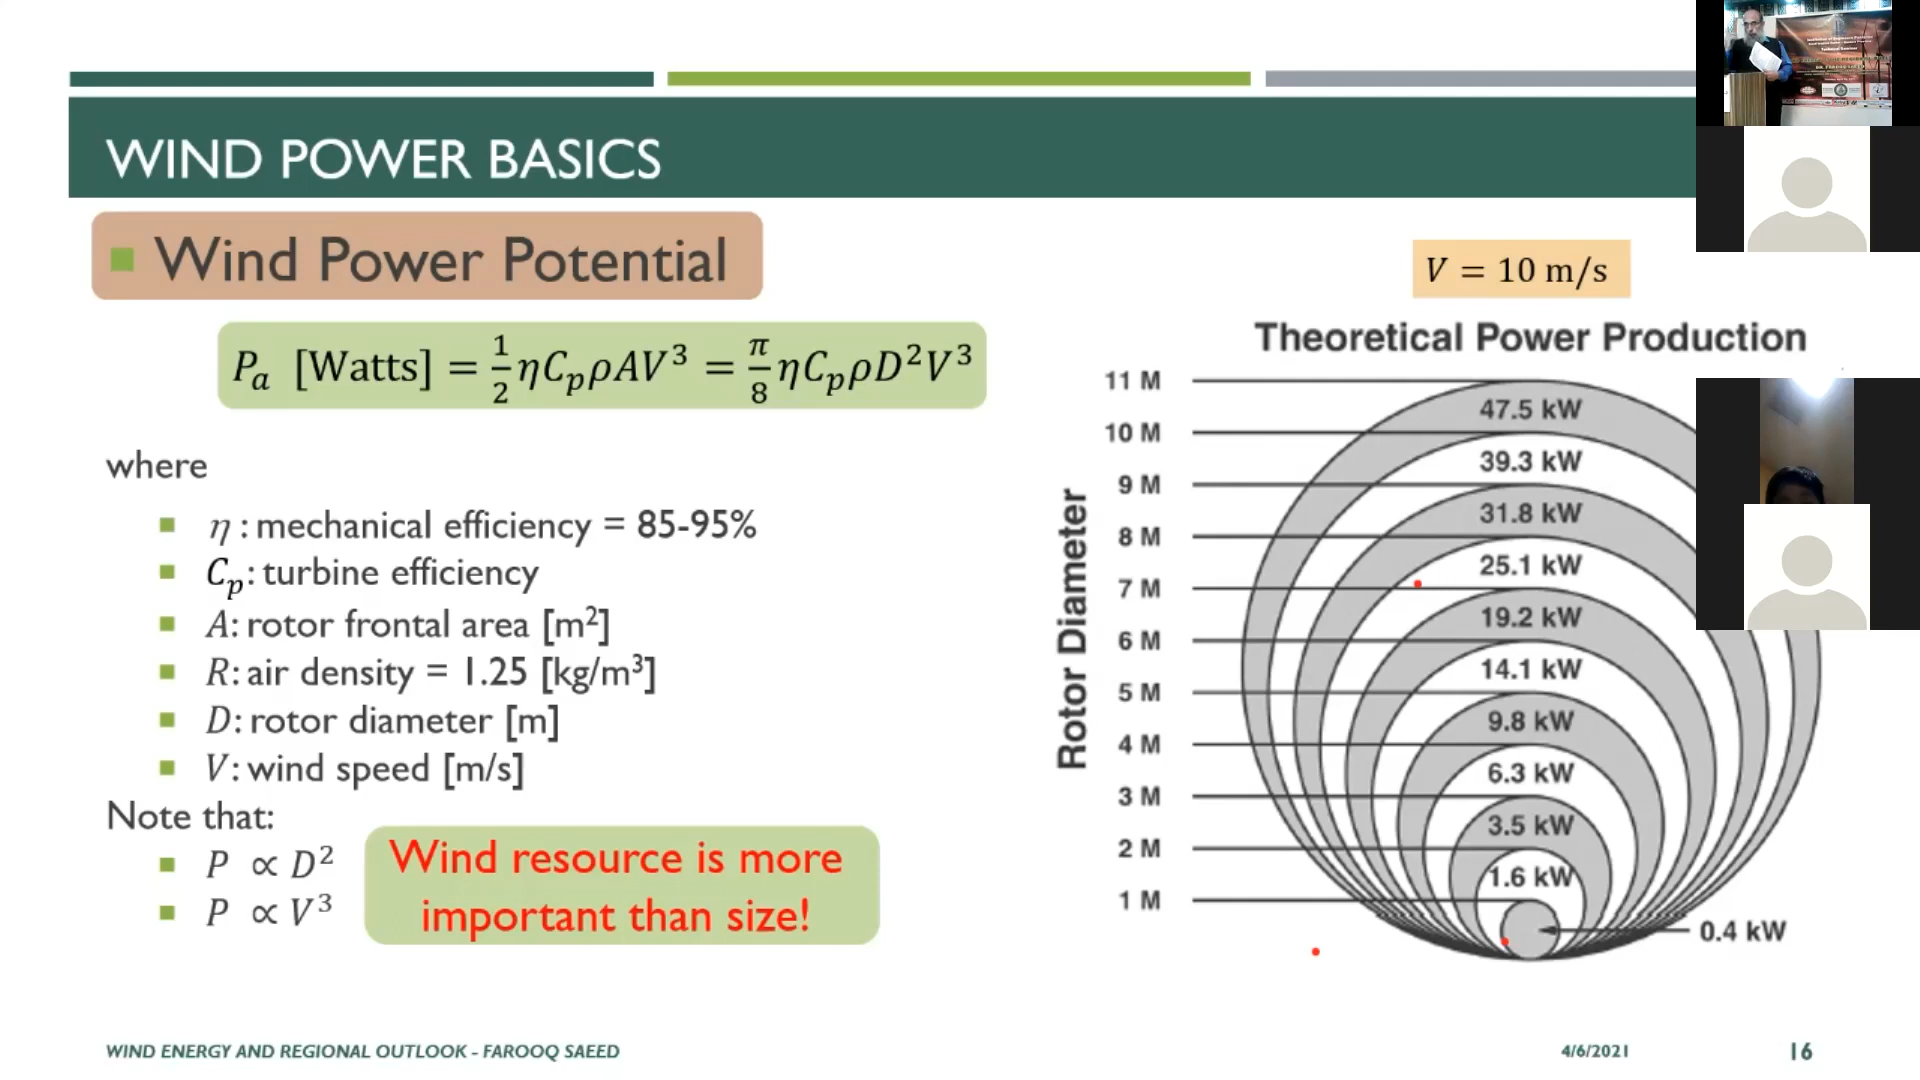 WIND POWER BASICS
Wind Power Potential
Pₐ [Watts] = 1/2 ηCₚρAV³ = π/8 ηCₚρD²V³
where
η : mechanical efficiency = 85-95%
Cₚ: turbine efficiency
A: rotor frontal area [m²]
R: air density = 1.25 [kg/m³]
D: rotor diameter [m]
V: wind speed [m/s]
Note that:
P ∝ D²
P ∝ V³
Wind resource is more
important than size!
V = 10 m/s
Theoretical Power Production
Rotor Diameter
11 M
47.5 kW
10 M
39.3 kW
9 M
31.8 kW
8 M
25.1 kW
7 M
19.2 kW
6 M
14.1 kW
5 M
9.8 kW
4 M
6.3 kW
3 M
3.5 kW
2 M
1.6 kW
1 M
0.4 kW
WIND ENERGY AND REGIONAL OUTLOOK - FAROOQ SAEED
4/6/2021
16